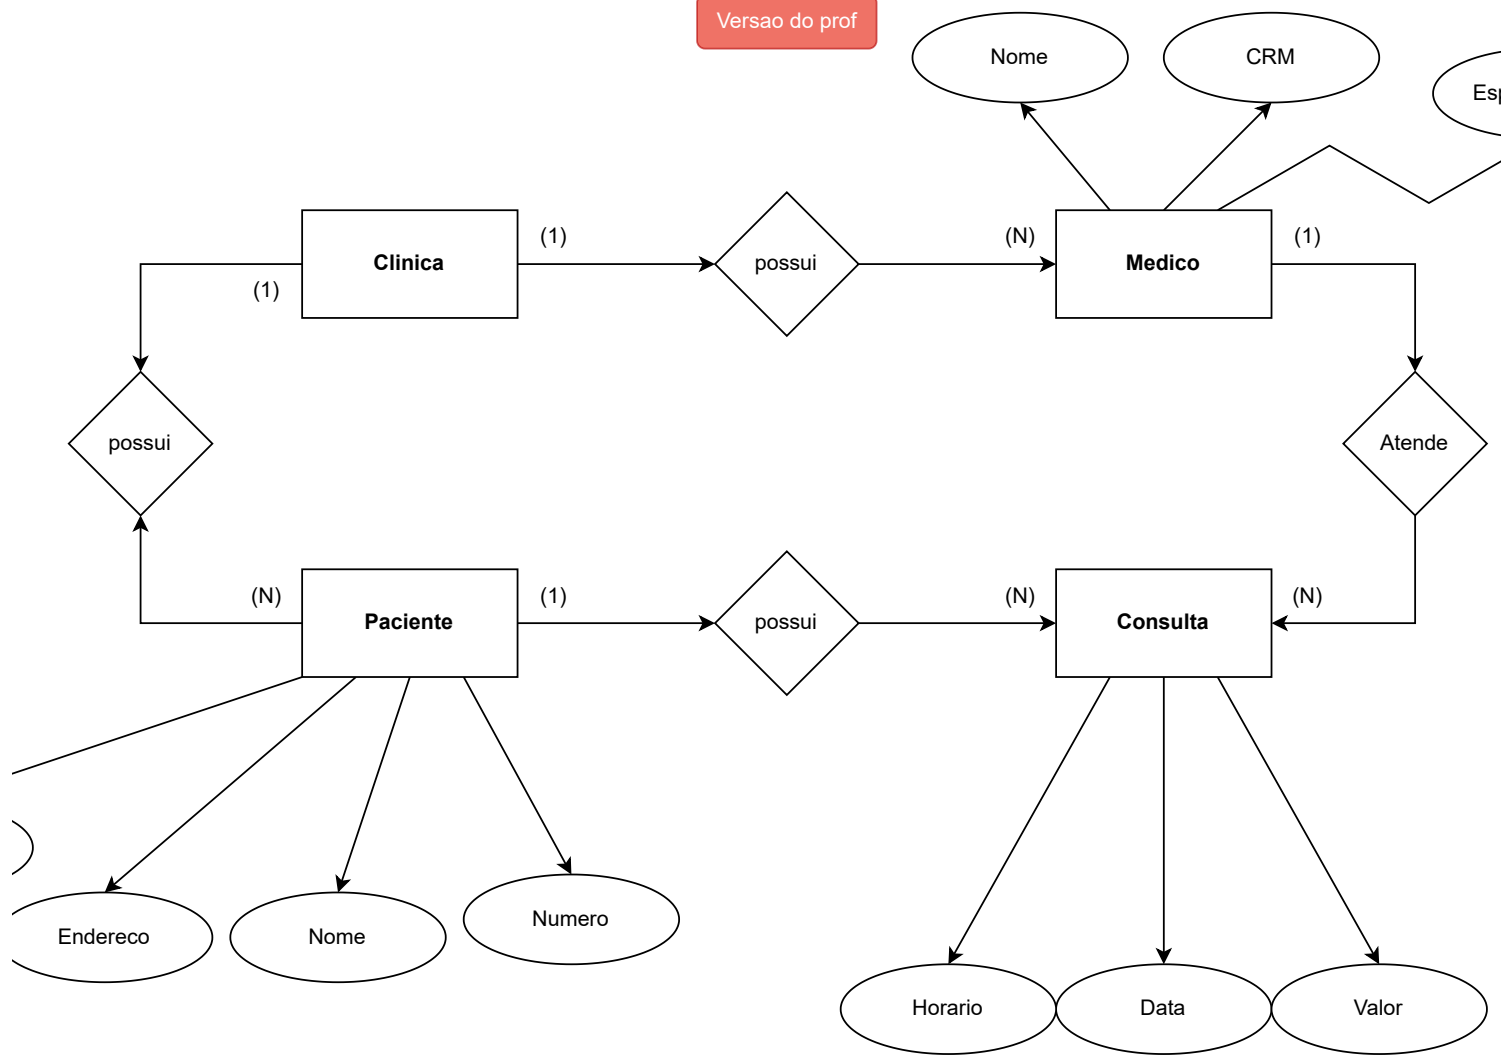 Versao do prof
Nome
CRM
Esp
Clinica
(1)
possui
(N)
Medico
(1)
(1)
possui
Atende
(N)
Paciente
(1)
possui
(N)
Consulta
(N)
Endereco
Nome
Numero
Horario
Data
Valor